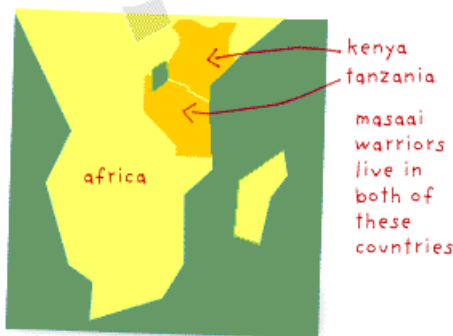 kenya
tanzania
africa
masaai
warriors
live in
both of
these
countries